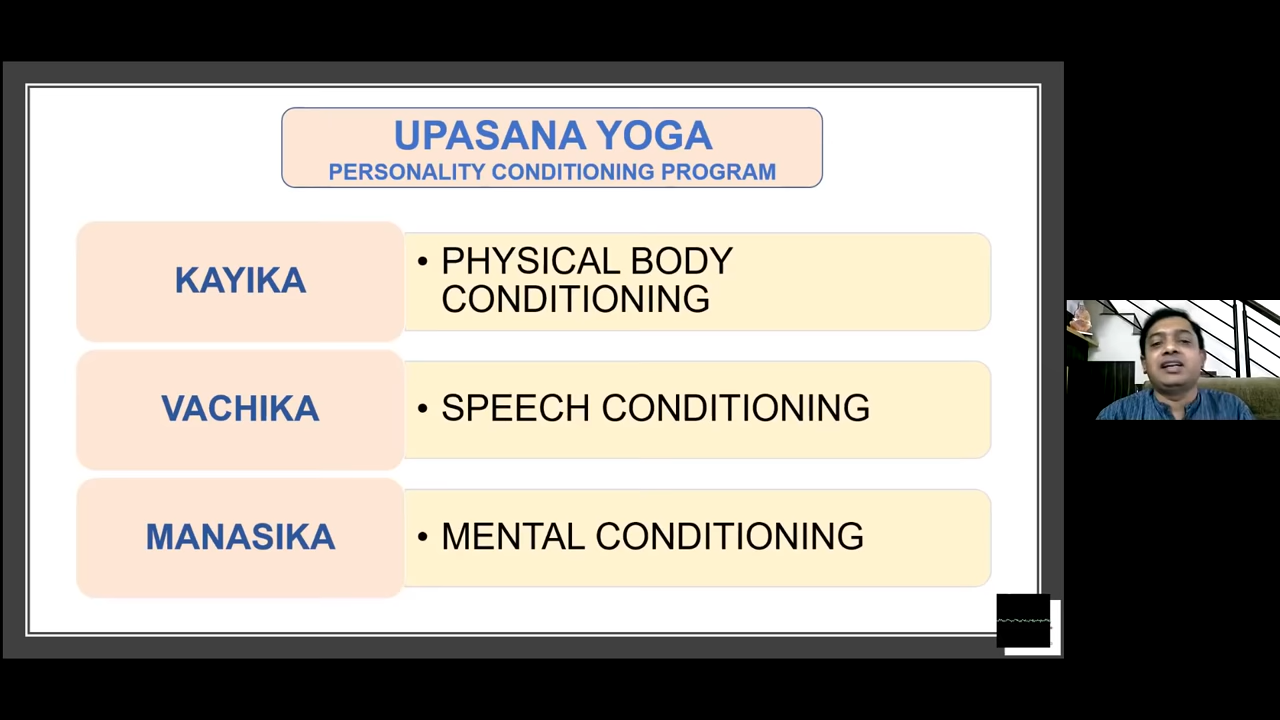 UPASANA YOGA
PERSONALITY CONDITIONING PROGRAM
KAYIKA
• PHYSICAL BODY
CONDITIONING
VACHIKA
• SPEECH CONDITIONING
MANASIKA
• MENTAL CONDITIONING